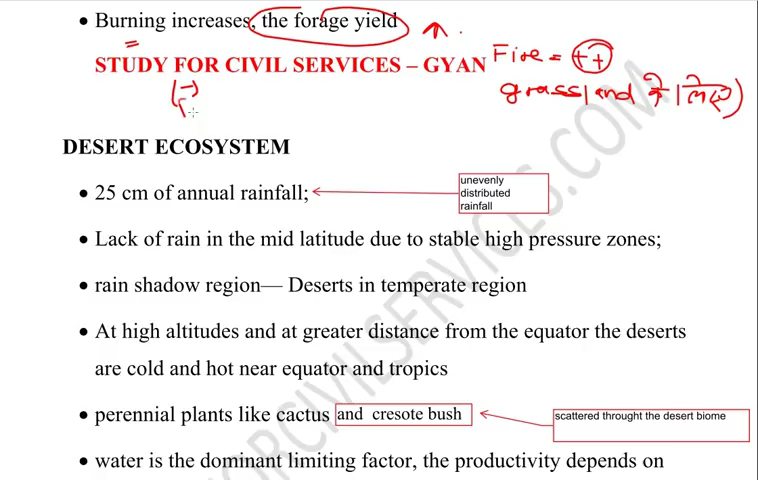 • Burning increases, the forage yield
STUDY FOR CIVIL SERVICES – GYAN
Fire = ++
grassland के लिए)
(-)
DESERT ECOSYSTEM
• 25 cm of annual rainfall;
unevenly
distributed
rainfall
• Lack of rain in the mid latitude due to stable high pressure zones;
• rain shadow region— Deserts in temperate region
• At high altitudes and at greater distance from the equator the deserts
are cold and hot near equator and tropics
• perennial plants like cactus and cresote bush
scattered throught the desert biome
• water is the dominant limiting factor, the productivity depends on
FORCIVILSERVICES.COM